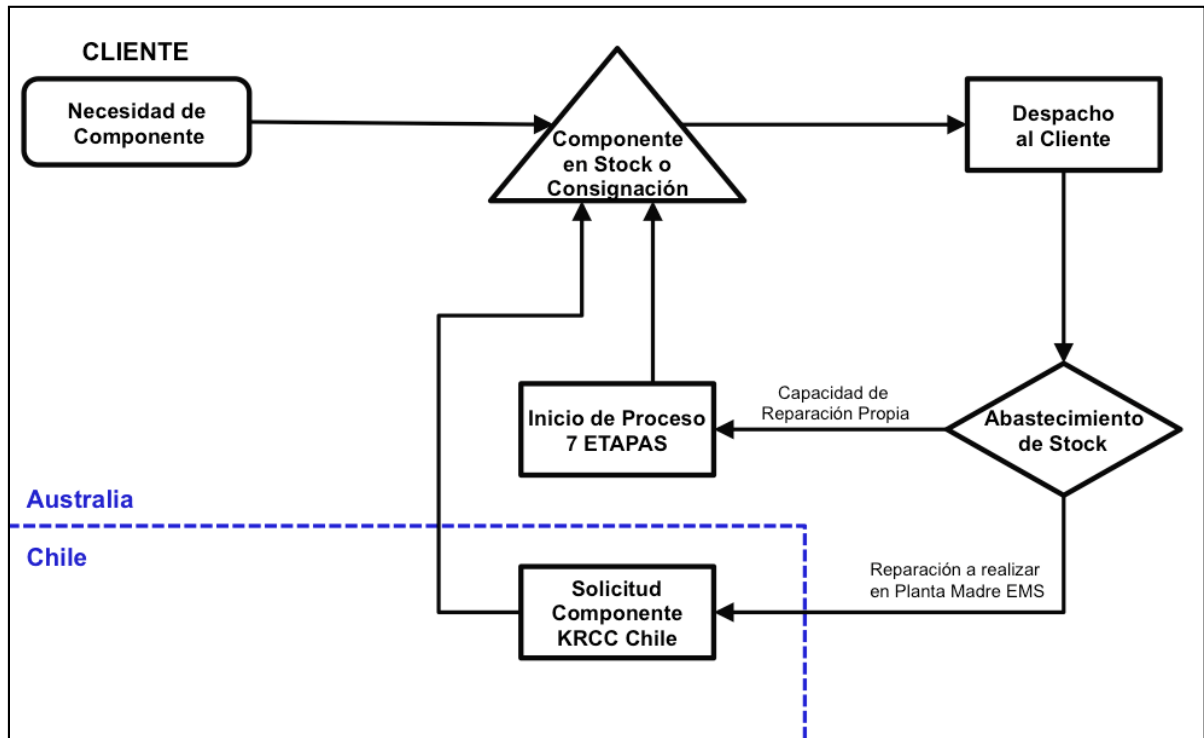 CLIENTE
Necesidad de
Componente
Componente
en Stock o
Consignación
Despacho
al Cliente
Capacidad de
Reparación Propia
Inicio de Proceso
7 ETAPAS
Abastecimiento
de Stock
Australia
Chile
Reparación a realizar
en Planta Madre EMS
Solicitud
Componente
KRCC Chile